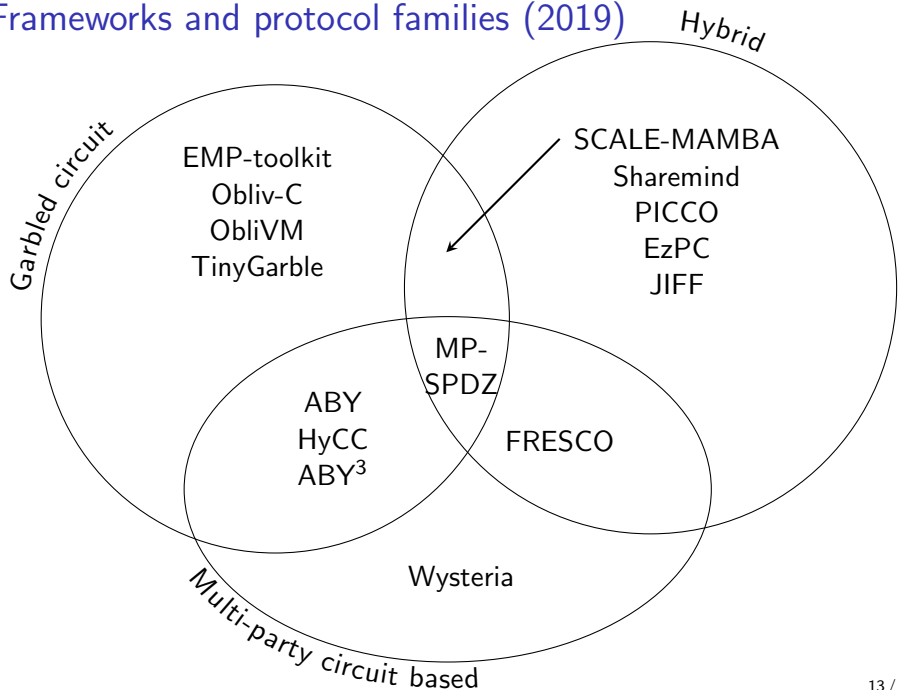 Frameworks and protocol families (2019)
Hybrid
Garbled circuit
EMP-toolkit
Obliv-C
ObliVM
TinyGarble
SCALE-MAMBA
Sharemind
PICCO
EzPC
JIFF
MP-
SPDZ
ABY
HyCC
ABY³
FRESCO
Wysteria
Multi-party circuit based
13 /